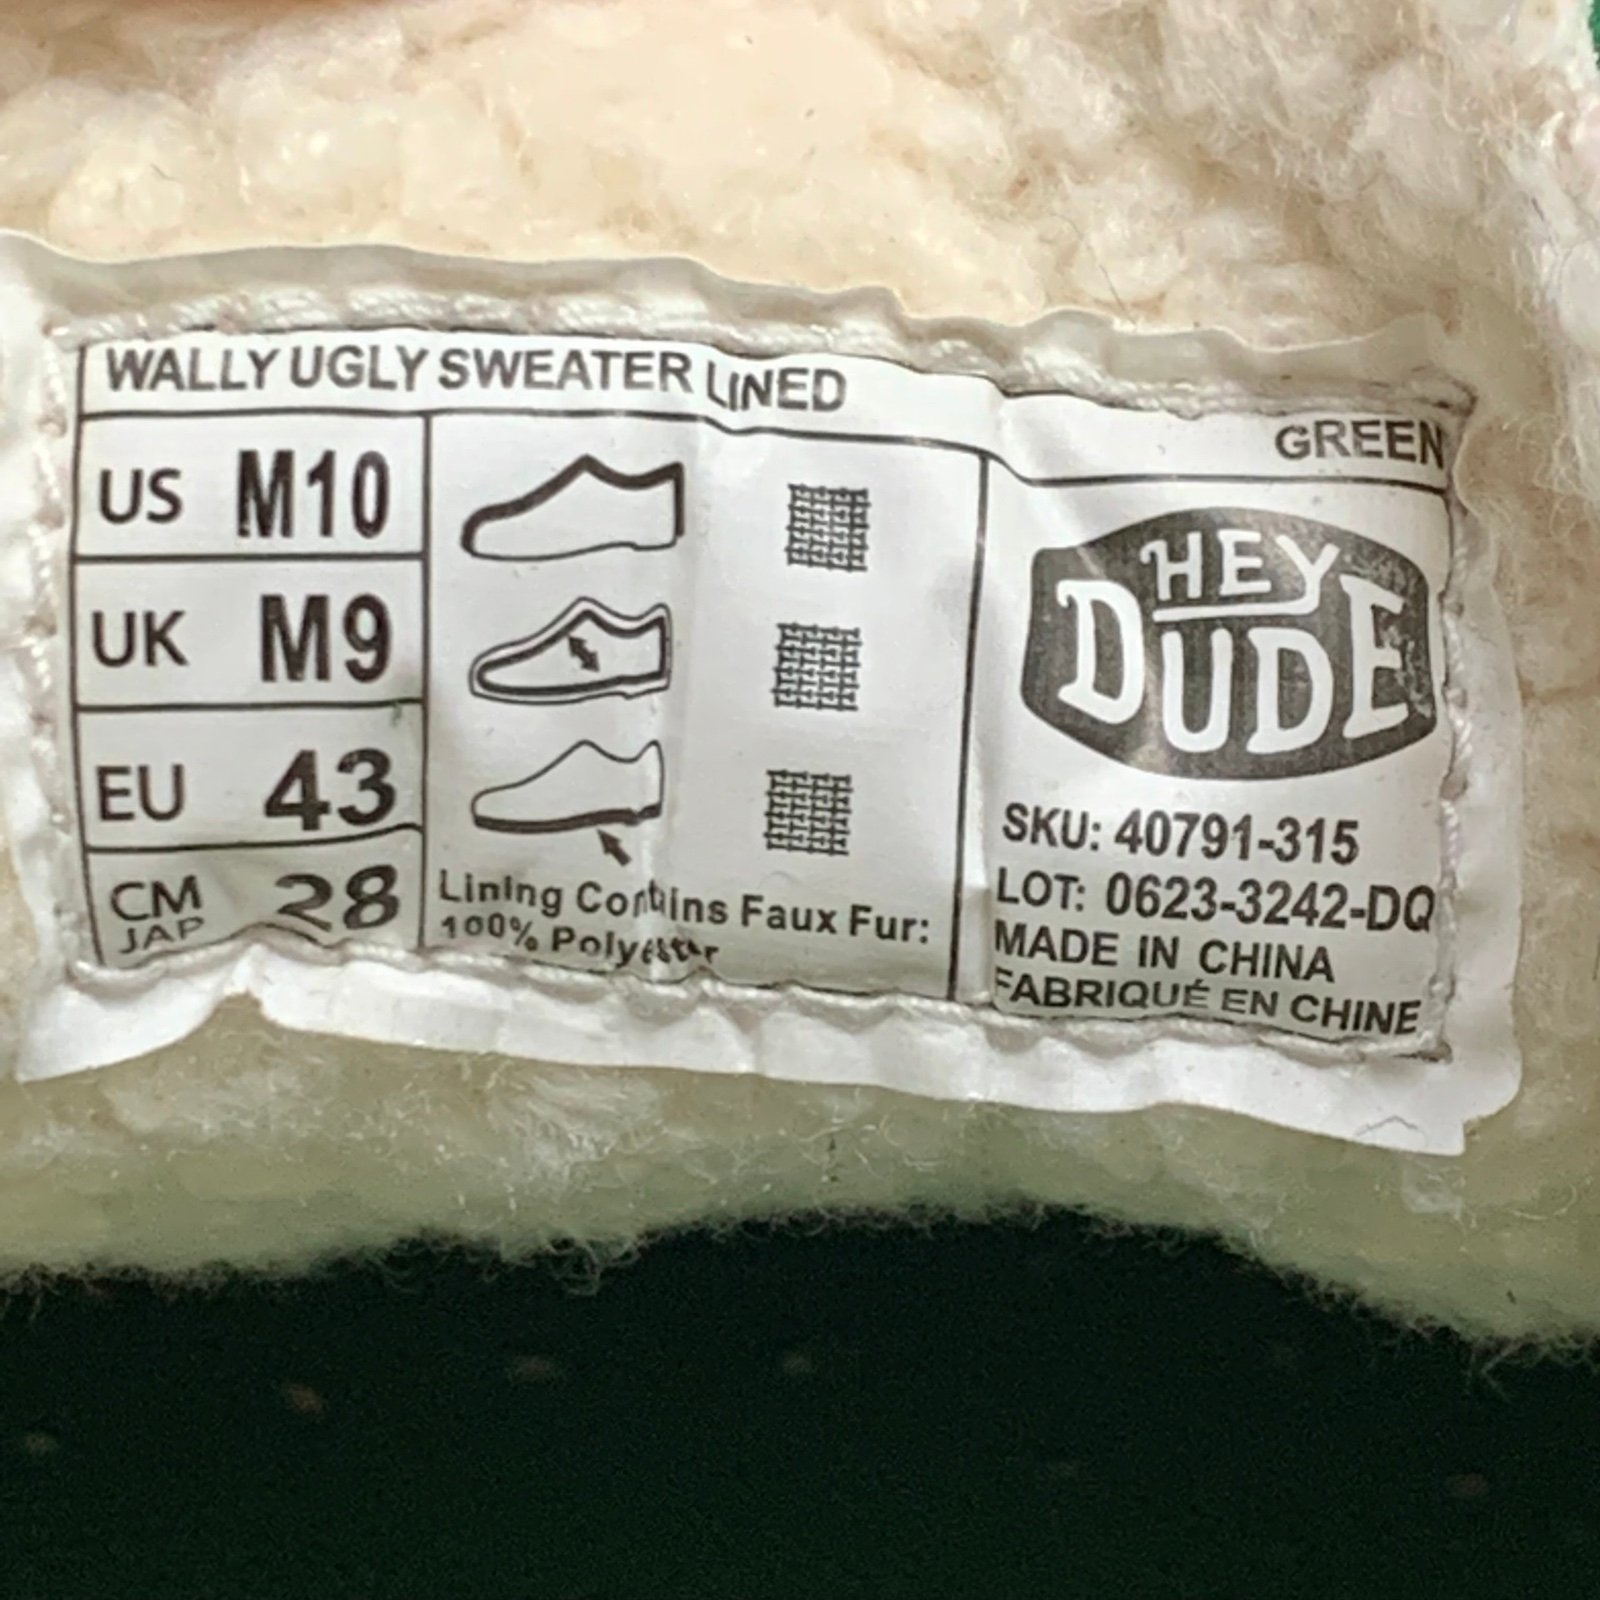 WALLY UGLY SWEATER LINED
GREEN
US M10
UK M9
EU 43
CM 28
JAP
Lining Contains Faux Fur:
100% Polyester
HEY
DUDE
SKU: 40791-315
LOT: 0623-3242-DQ
MADE IN CHINA
FABRIQUÉ EN CHINE